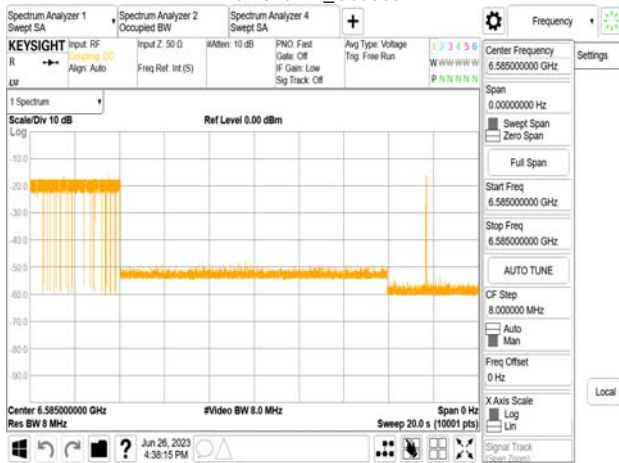 Spectrum Analyzer 1
Swept SA
Spectrum Analyzer 2
Occupied BW
Spectrum Analyzer 4
Swept SA
+
Frequency
KEYSIGHT
R
LXI
Input: RF
Coupling: DC
Align: Auto
Input Z: 50 Ω
Freq Ref: Int (S)
#Atten: 10 dB
PNO: Fast
Gate: Off
IF Gain: Low
Sig Track: Off
Avg Type: Voltage
Trig: Free Run
1 2 3 4 5 6
W W W W W W
P N N N N N
Center Frequency
6.585000000 GHz
Settings
Span
0.00000000 Hz
Swept Span
Zero Span
Full Span
Start Freq
6.585000000 GHz
Stop Freq
6.585000000 GHz
AUTO TUNE
CF Step
8.000000 MHz
Auto
Man
Freq Offset
0 Hz
X Axis Scale
Log
Lin
Local
Signal Track
(Span Zoom)
1 Spectrum
Scale/Div 10 dB
Ref Level 0.00 dBm
Log
-10.0
-20.0
-30.0
-40.0
-50.0
-60.0
-70.0
-80.0
-90.0
Center 6.585000000 GHz
#Video BW 8.0 MHz
Span 0 Hz
Res BW 8 MHz
Sweep 20.0 s (10001 pts)
?
Jun 26, 2023
4:38:15 PM